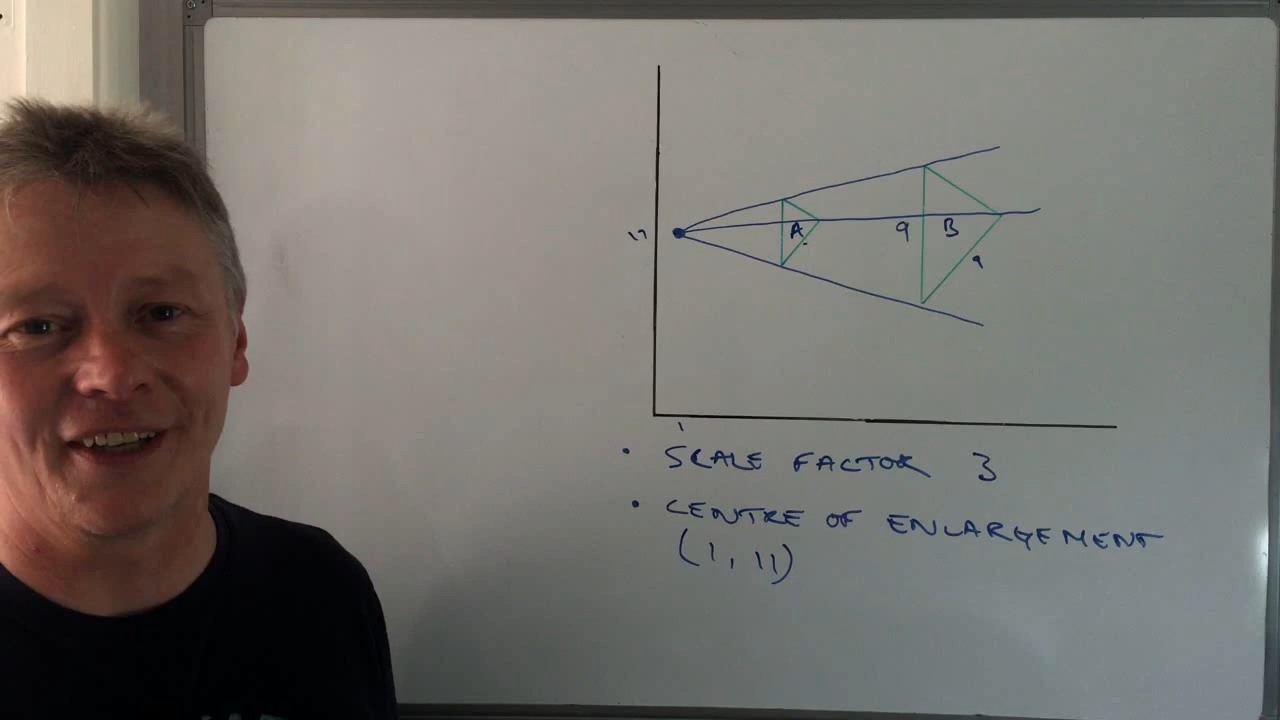 11
A
9
B
9
1
• SCALE FACTOR 3
• CENTRE OF ENLARGEMENT
(1, 11)